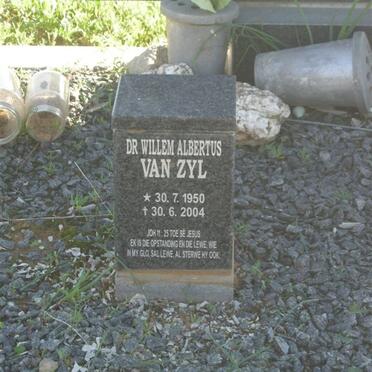 DR WILLEM ALBERTUS
VAN ZYL
★ 30. 7. 1950
✝ 30. 6. 2004
JOH 11 : 25 TOE SÊ JESUS
EK IS DIE OPSTANDING EN DIE LEWE, WIE
IN MY GLO, SAL LEWE, AL STERWE HY OOK.